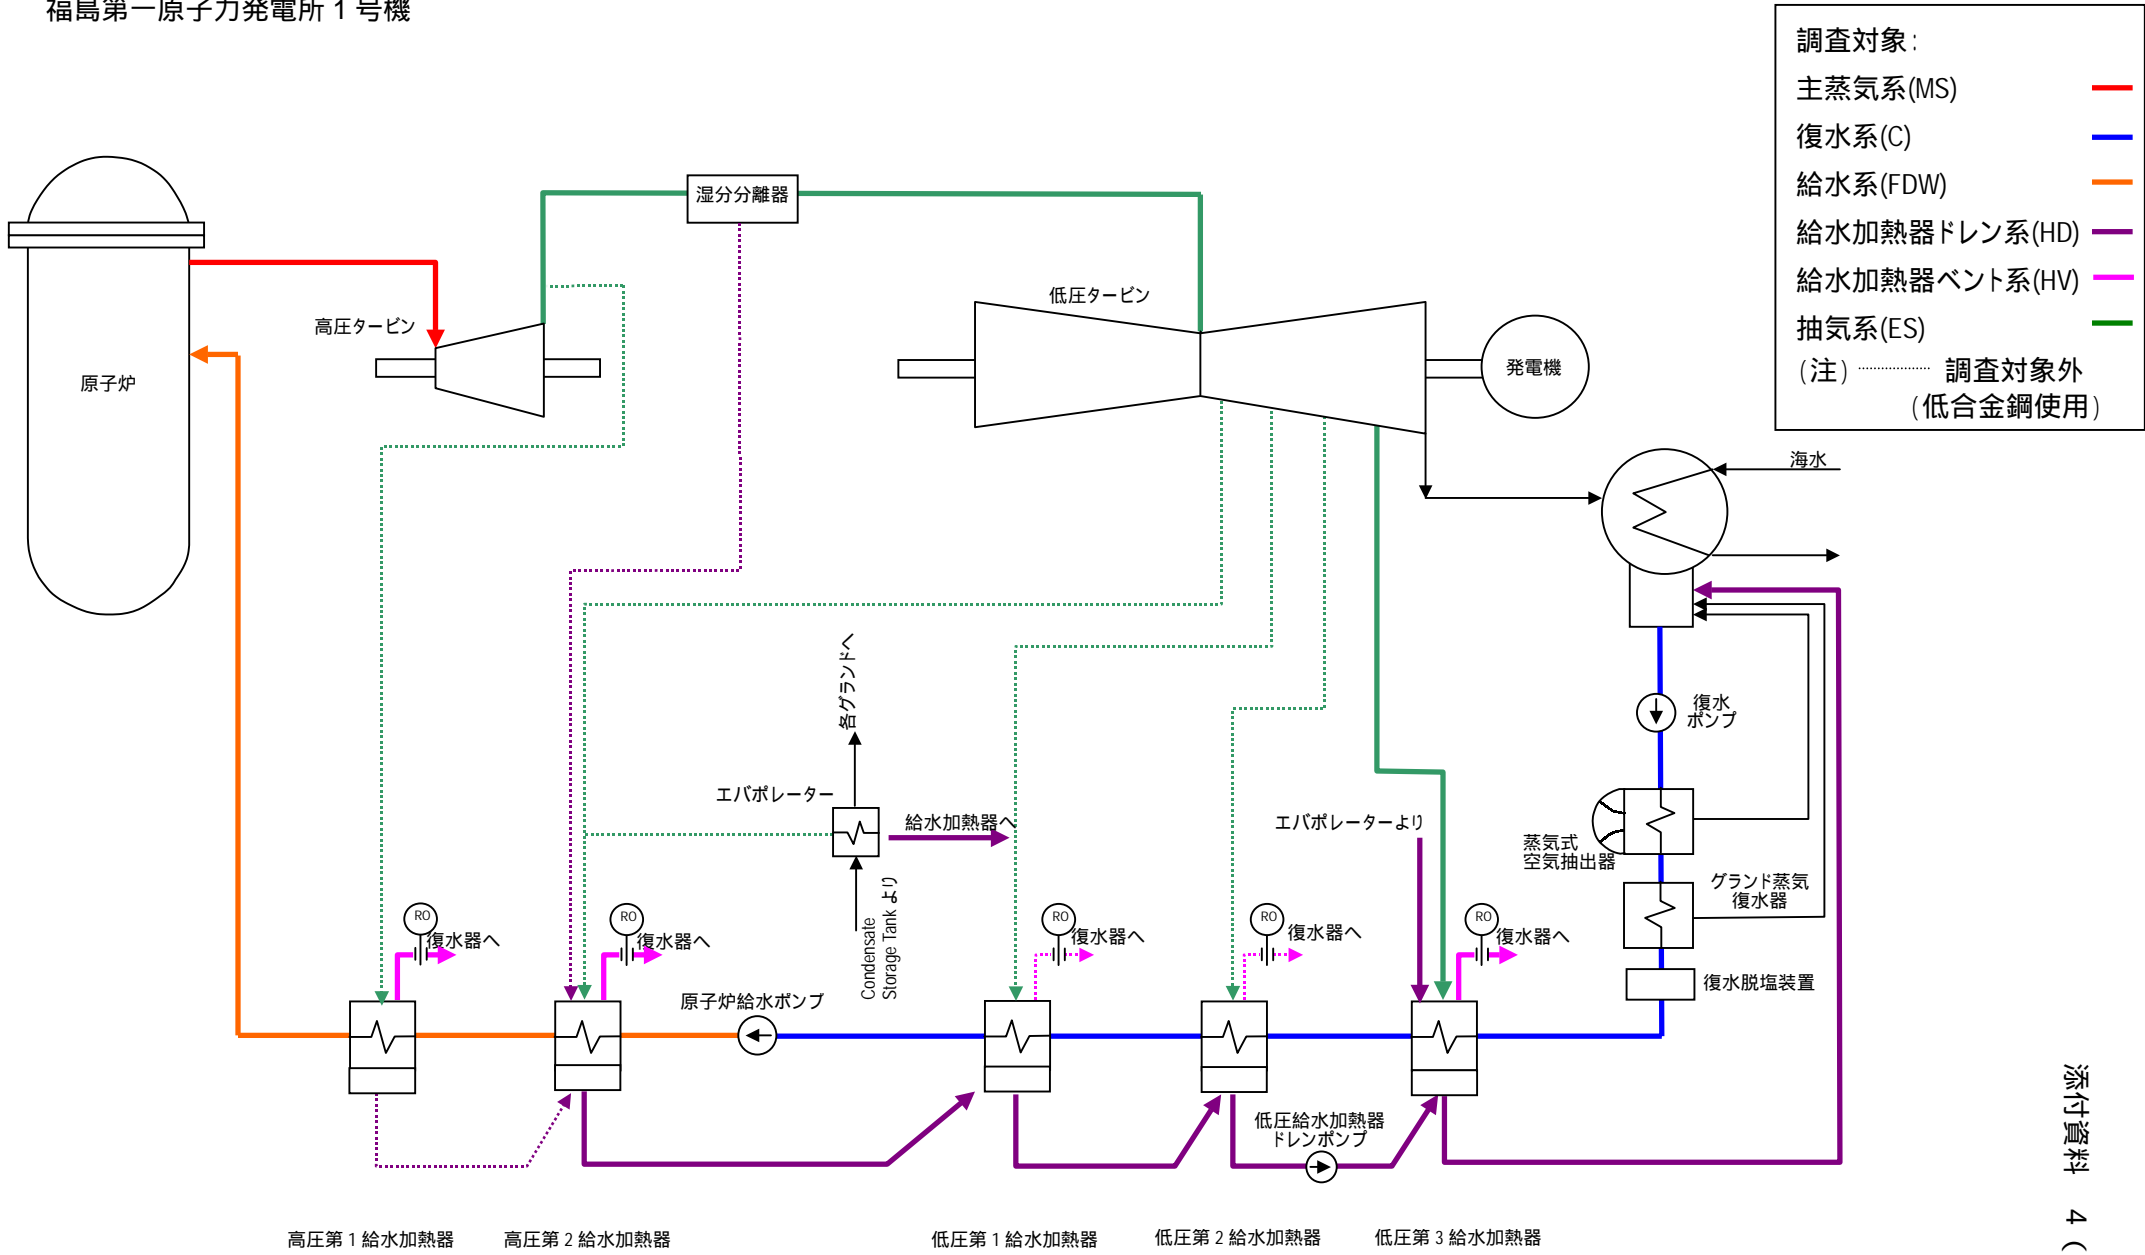 福島第一原子力発電所1号機
調査対象:
主蒸気系(MS)
復水系(C)
給水系(FDW)
給水加熱器ドレン系(HD)
給水加熱器ベント系(HV)
抽気系(ES)
(注) 調査対象外
(低合金鋼使用)
湿分分離器
低圧タービン
高圧タービン
原子炉
発電機
海水
各グランドへ
復水
ポンプ
エバポレーター
給水加熱器へ
エバポレーターより
蒸気式
空気抽出器
グランド蒸気
復水器
Condensate
Storage Tank より
RO
復水器へ
RO
復水器へ
RO
復水器へ
RO
復水器へ
RO
復水器へ
復水脱塩装置
原子炉給水ポンプ
低圧給水加熱器
ドレンポンプ
高圧第1給水加熱器
高圧第2給水加熱器
低圧第1給水加熱器
低圧第2給水加熱器
低圧第3給水加熱器
添付資料 4(